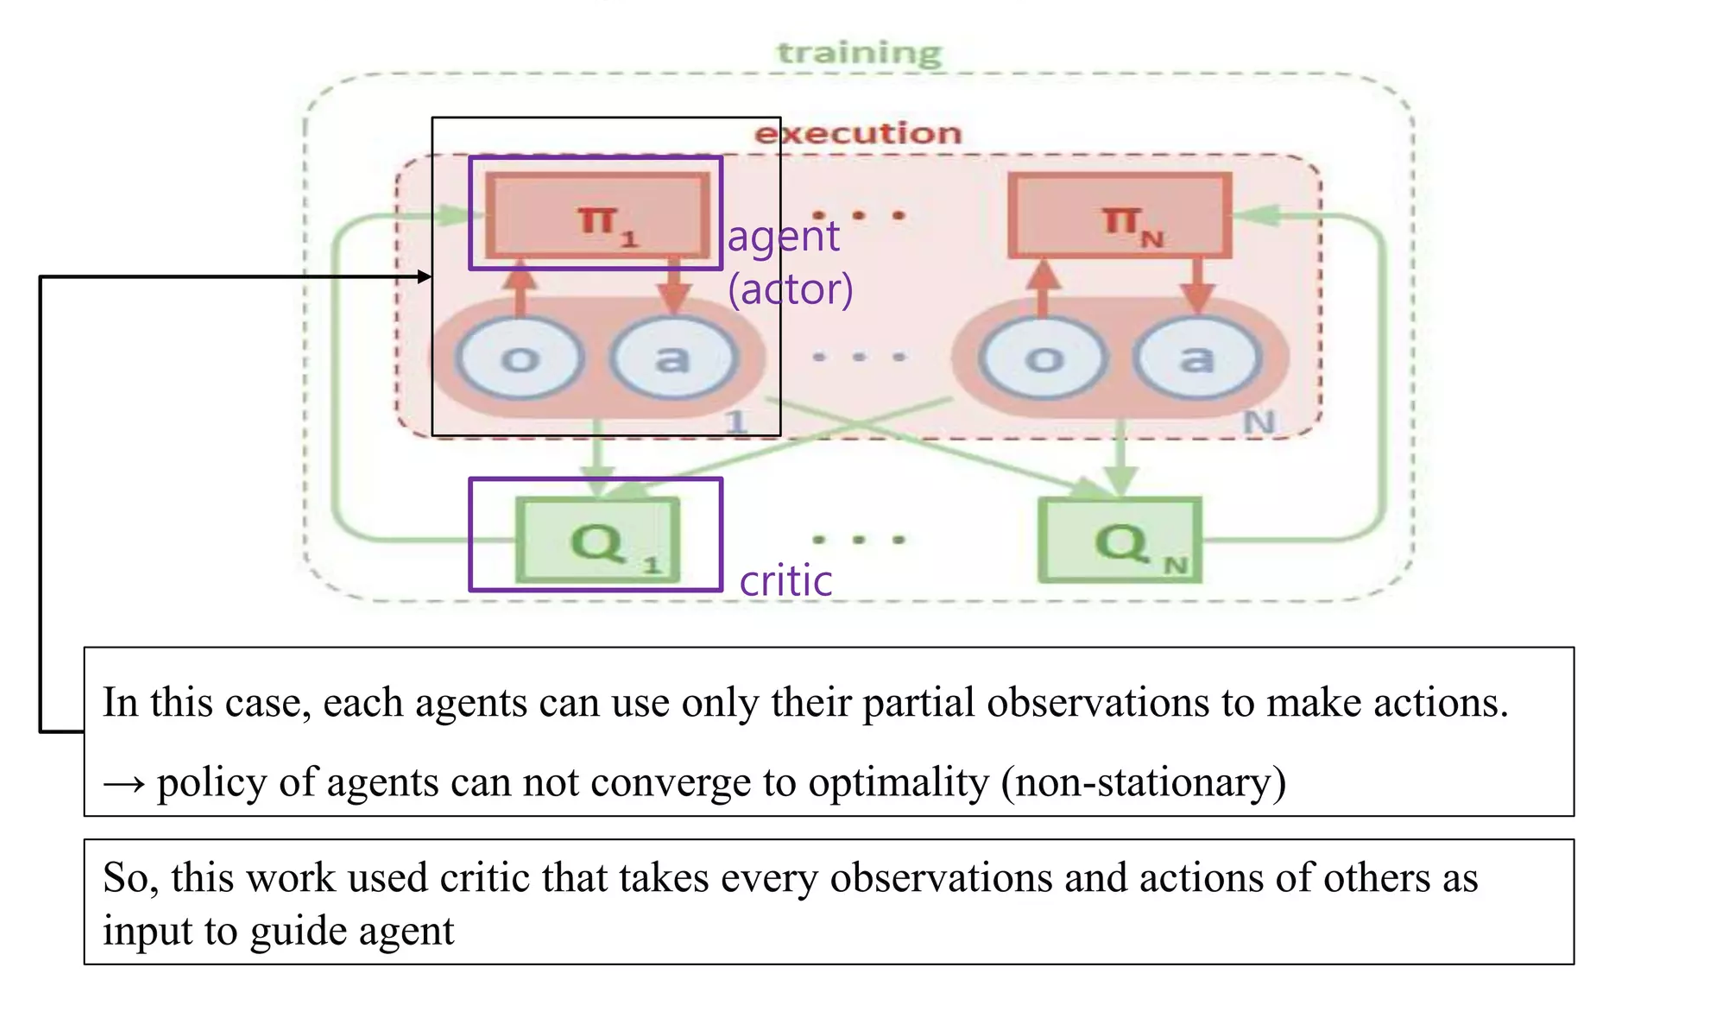 training
execution
π1
• • •
πN
agent
(actor)
o a • • • o a
1 N
Q1 • • • QN
critic
In this case, each agents can use only their partial observations to make actions.
→ policy of agents can not converge to optimality (non-stationary)
So, this work used critic that takes every observations and actions of others as
input to guide agent